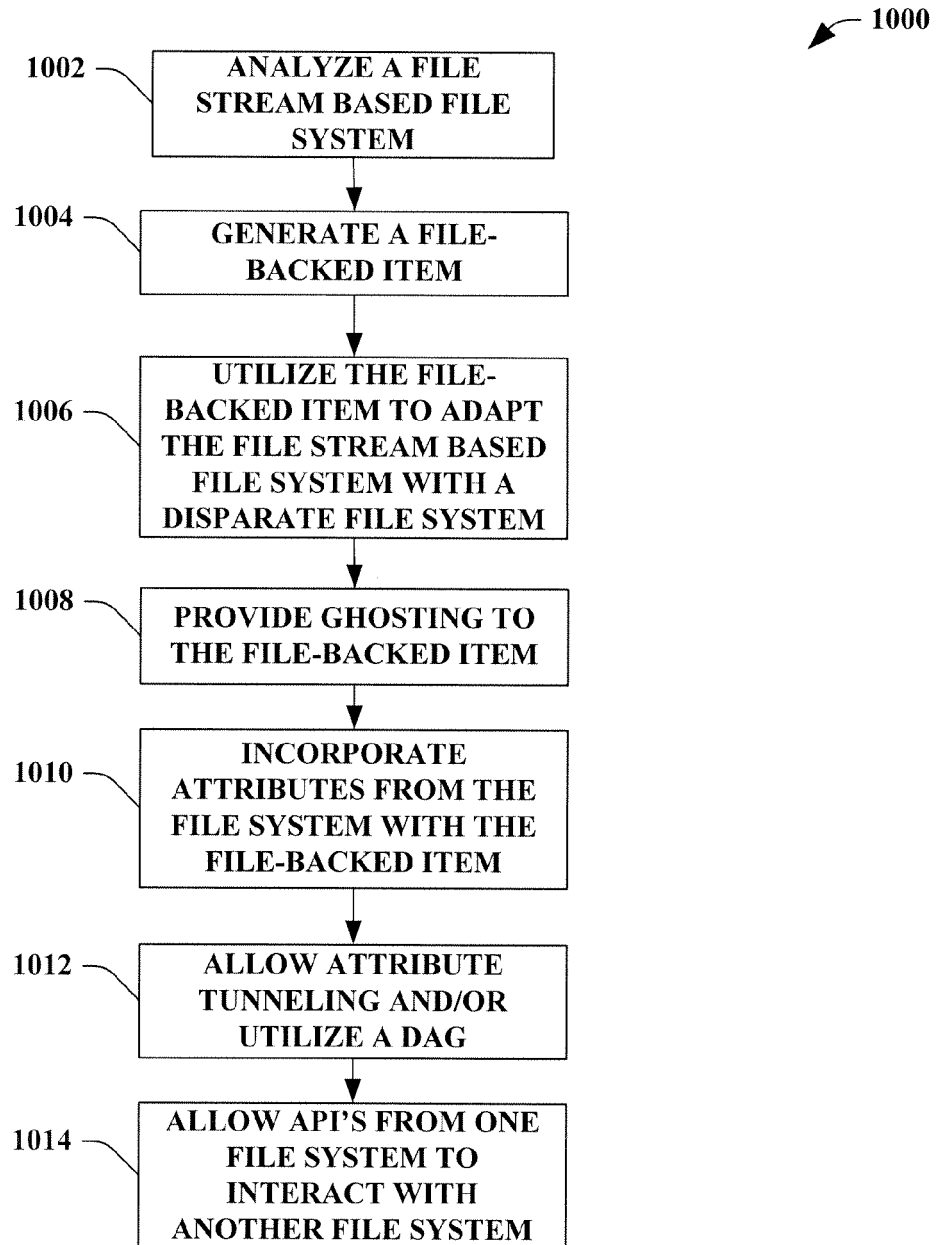 1000
1002
ANALYZE A FILE
STREAM BASED FILE
SYSTEM
1004
GENERATE A FILE-
BACKED ITEM
1006
UTILIZE THE FILE-
BACKED ITEM TO ADAPT
THE FILE STREAM BASED
FILE SYSTEM WITH A
DISPARATE FILE SYSTEM
1008
PROVIDE GHOSTING TO
THE FILE-BACKED ITEM
1010
INCORPORATE
ATTRIBUTES FROM THE
FILE SYSTEM WITH THE
FILE-BACKED ITEM
1012
ALLOW ATTRIBUTE
TUNNELING AND/OR
UTILIZE A DAG
1014
ALLOW API'S FROM ONE
FILE SYSTEM TO
INTERACT WITH
ANOTHER FILE SYSTEM